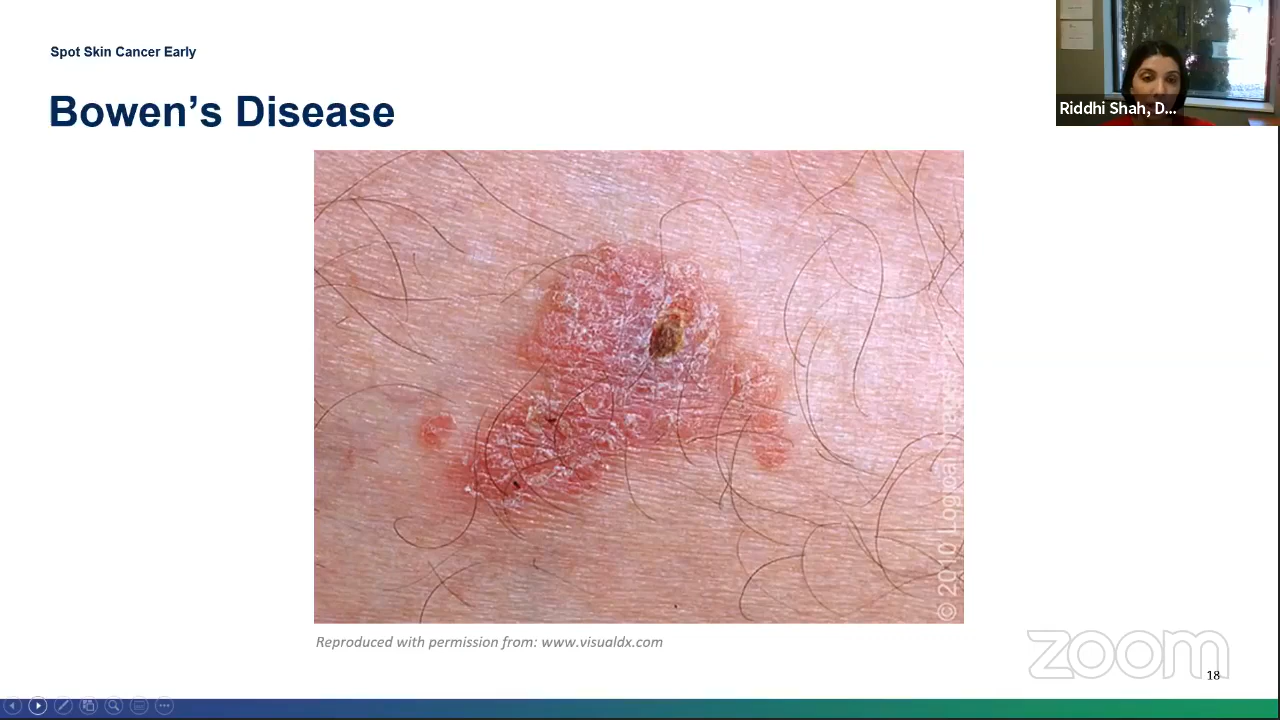 Spot Skin Cancer Early
Bowen’s Disease
Riddhi Shah, D...
© 2010 Logical
Reproduced with permission from: www.visualdx.com
zoom
18